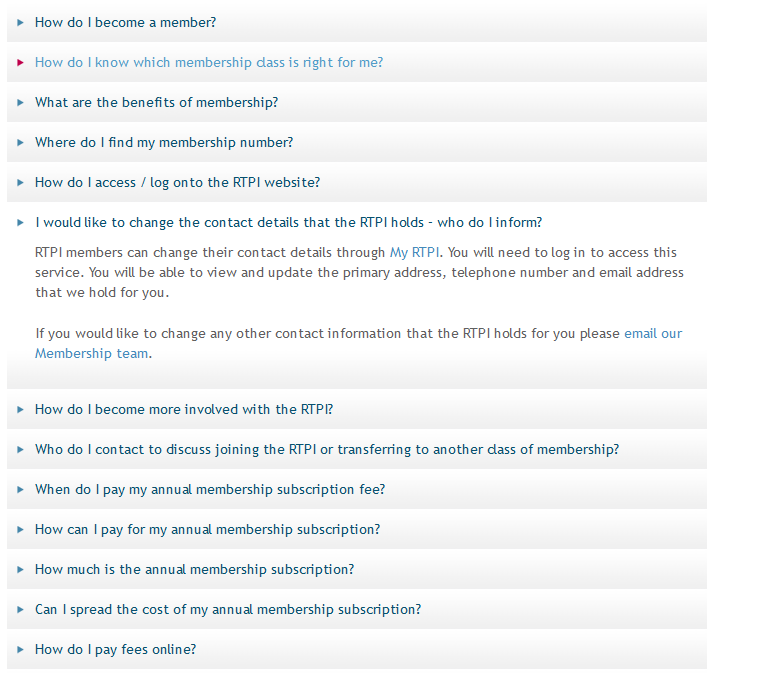 How do I become a member?
How do I know which membership class is right for me?
What are the benefits of membership?
Where do I find my membership number?
How do I access / log onto the RTPI website?
I would like to change the contact details that the RTPI holds - who do I inform?
RTPI members can change their contact details through My RTPI. You will need to log in to access this
service. You will be able to view and update the primary address, telephone number and email address
that we hold for you.
If you would like to change any other contact information that the RTPI holds for you please email our
Membership team.
How do I become more involved with the RTPI?
Who do I contact to discuss joining the RTPI or transferring to another class of membership?
When do I pay my annual membership subscription fee?
How can I pay for my annual membership subscription?
How much is the annual membership subscription?
Can I spread the cost of my annual membership subscription?
How do I pay fees online?